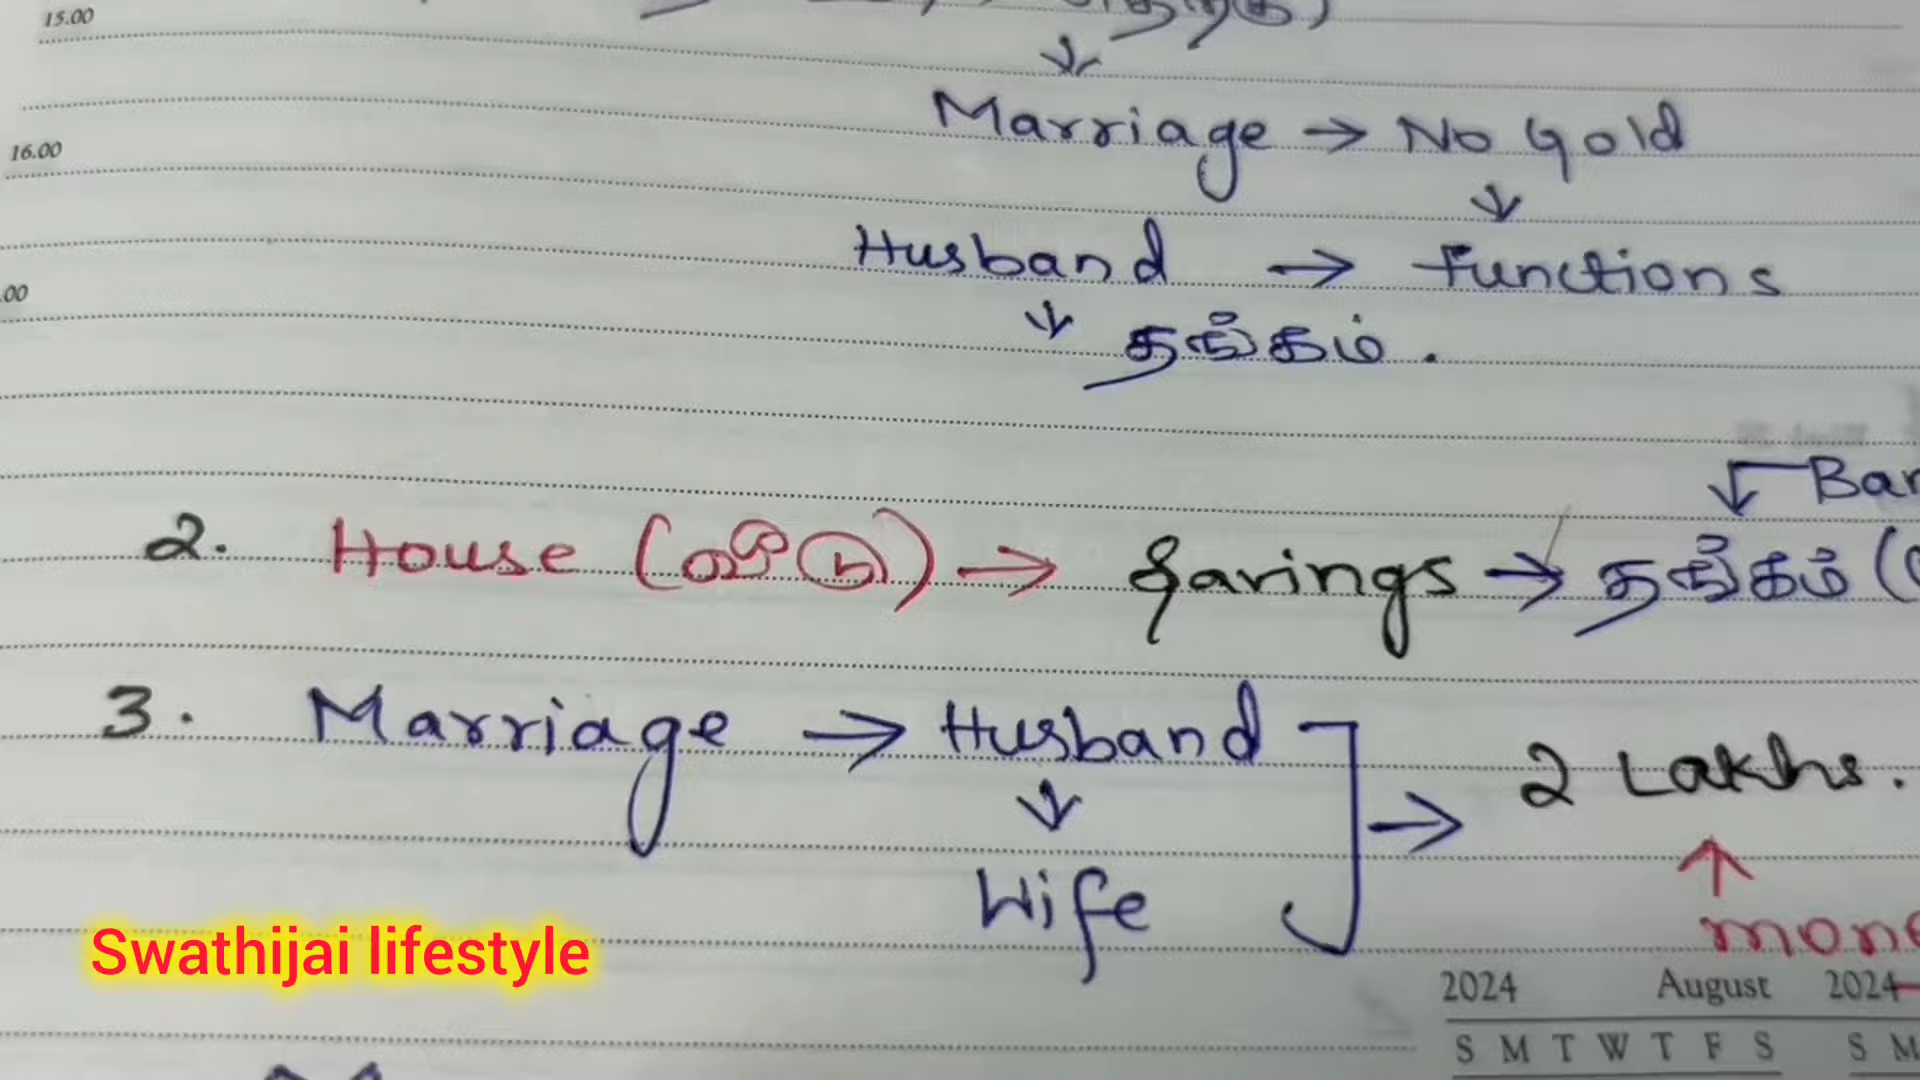 15.00
↓
16.00
Marriage → No Gold
↓
.00
Husband → Functions
↓ தங்கம்.
↓
2. House (வீடு) → Savings → தங்கம் (
3. Marriage → Husband ] → 2 Lakhs.
↓ ↑
Wife
Swathijai lifestyle
2024 August 2024
S M T W T F S S M